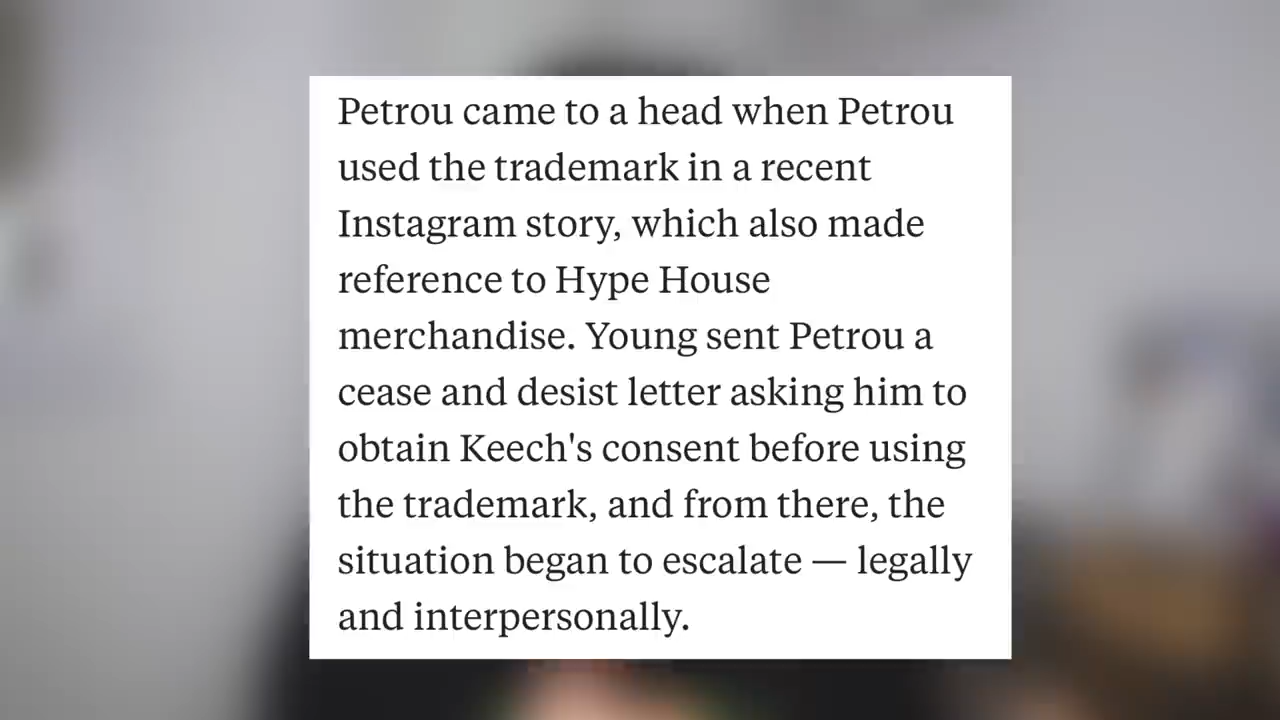 Petrou came to a head when Petrou
used the trademark in a recent
Instagram story, which also made
reference to Hype House
merchandise. Young sent Petrou a
cease and desist letter asking him to
obtain Keech's consent before using
the trademark, and from there, the
situation began to escalate — legally
and interpersonally.